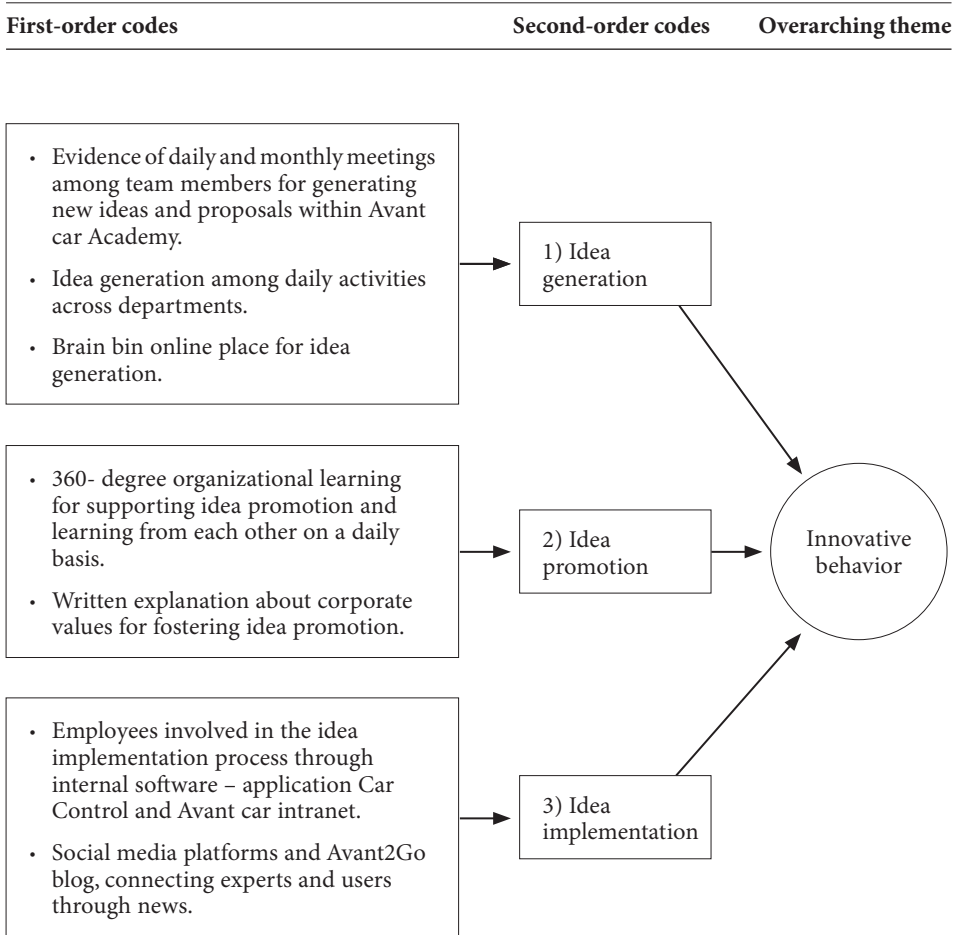 First-order codes Second-order codes Overarching theme
• Evidence of daily and monthly meetings
among team members for generating
new ideas and proposals within Avant
car Academy.
• Idea generation among daily activities
across departments.
• Brain bin online place for idea
generation.
1) Idea
generation
• 360- degree organizational learning
for supporting idea promotion and
learning from each other on a daily
basis.
• Written explanation about corporate
values for fostering idea promotion.
2) Idea
promotion
Innovative
behavior
• Employees involved in the idea
implementation process through
internal software – application Car
Control and Avant car intranet.
• Social media platforms and Avant2Go
blog, connecting experts and users
through news.
3) Idea
implementation